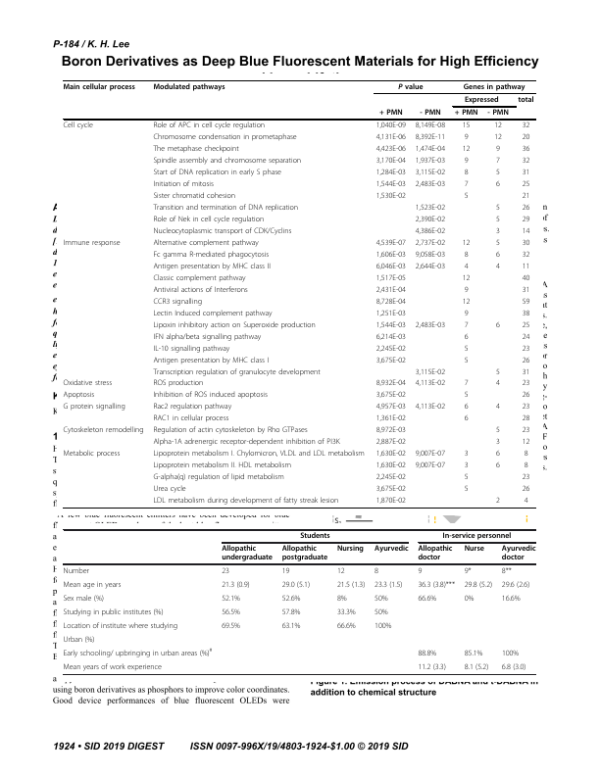 P-184 / K. H. Lee
Boron Derivatives as Deep Blue Fluorescent Materials for High Efficiency
Main cellular process Modulated pathways P value Genes in pathway
Expressed total
+ PMN - PMN + PMN - PMN
Cell cycle Role of APC in cell cycle regulation 1,040E-09 8,149E-08 15 12 32
Chromosome condensation in prometaphase 4,131E-06 8,392E-11 9 12 20
The metaphase checkpoint 4,423E-06 1,474E-04 12 9 36
Spindle assembly and chromosome separation 3,170E-04 1,937E-03 9 7 32
Start of DNA replication in early S phase 1,284E-03 3,115E-02 8 5 31
Initiation of mitosis 1,544E-03 2,483E-03 7 6 25
Sister chromatid cohesion 1,530E-02 5 21
Transition and termination of DNA replication 1,523E-02 5 26
Role of Nek in cell cycle regulation 2,390E-02 5 29
Nucleocytoplasmic transport of CDK/Cyclins 4,386E-02 3 14
Immune response Alternative complement pathway 4,539E-07 2,737E-02 12 5 30
Fc gamma R-mediated phagocytosis 1,606E-03 9,058E-03 8 6 32
Antigen presentation by MHC class II 6,046E-03 2,644E-03 4 4 11
Classic complement pathway 1,517E-05 12 40
Antiviral actions of Interferons 2,431E-04 9 31
CCR3 signalling 8,728E-04 12 59
Lectin Induced complement pathway 1,251E-03 9 38
Lipoxin inhibitory action on Superoxide production 1,544E-03 2,483E-03 7 6 25
IFN alpha/beta signalling pathway 6,214E-03 6 24
IL-10 signalling pathway 2,245E-02 5 23
Antigen presentation by MHC class I 3,675E-02 5 26
Transcription regulation of granulocyte development 3,115E-02 5 31
Oxidative stress ROS production 8,932E-04 4,113E-02 7 4 23
Apoptosis Inhibition of ROS induced apoptosis 3,675E-02 5 26
G protein signalling Rac2 regulation pathway 4,957E-03 4,113E-02 6 4 23
RAC1 in cellular process 1,361E-02 6 28
Cytoskeleton remodelling Regulation of actin cytoskeleton by Rho GTPases 8,972E-03 5 23
Alpha-1A adrenergic receptor-dependent inhibition of PI3K 2,887E-02 3 12
Metabolic process Lipoprotein metabolism I. Chylomicron, VLDL and LDL metabolism 1,630E-02 9,007E-07 3 6 8
Lipoprotein metabolism II. HDL metabolism 1,630E-02 9,007E-07 3 6 8
G-alpha(q) regulation of lipid metabolism 2,245E-02 5 23
Urea cycle 3,675E-02 5 26
LDL metabolism during development of fatty streak lesion 1,870E-02 2 4
Students In-service personnel
Allopathic undergraduate) Allopathic postgraduate) Nursing Ayurvedic Allopathic doctor Nurse Ayurvedic doctor
Number 23 19 12 8 9 9* 8**
Mean age in years 21.3 (0.9) 29.0 (5.1) 21.5 (1.3) 23.3 (1.5) 36.3 (3.8)*** 29.8 (5.2) 29.6 (2.6)
Sex male (%) 52.1% 52.6% 8% 50% 66.6% 0% 16.6%
Studying in public institutes (%) 56.5% 57.8% 33.3% 50%
Location of institute where studying 69.5% 63.1% 66.6% 100%
Urban (%)
Early schooling/ upbringing in urban areas (%)a 88.8% 85.1% 100%
Mean years of work experience 11.2 (3.3) 8.1 (5.2) 6.8 (3.0)
using boron derivatives as phosphors to improve color coordinates.
Good device performances of blue fluorescent OLEDs were
Figure 1. Emission process of DABNA and t-DABNA in
addition to chemical structure
1924 • SID 2019 DIGEST ISSN 0097-996X/19/4803-1924-$1.00 © 2019 SID